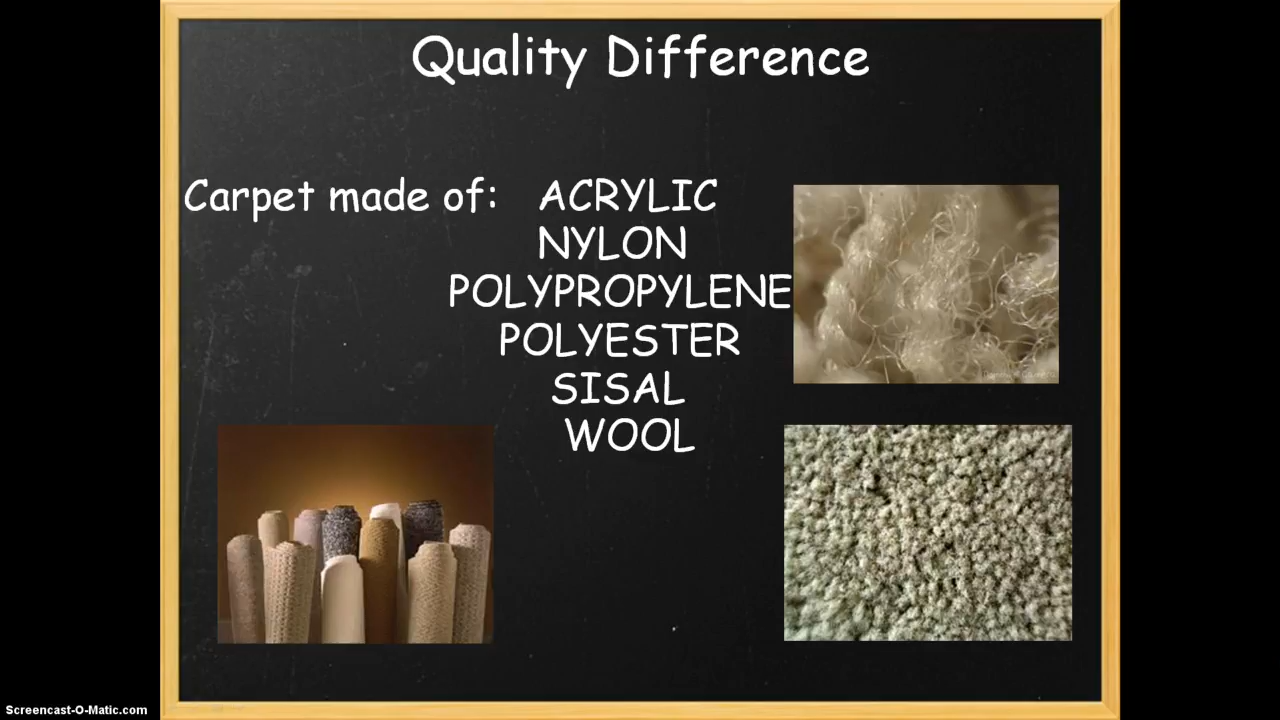 Quality Difference
Carpet made of: ACRYLIC
NYLON
POLYPROPYLENE
POLYESTER
SISAL
WOOL
Screencast-O-Matic.com